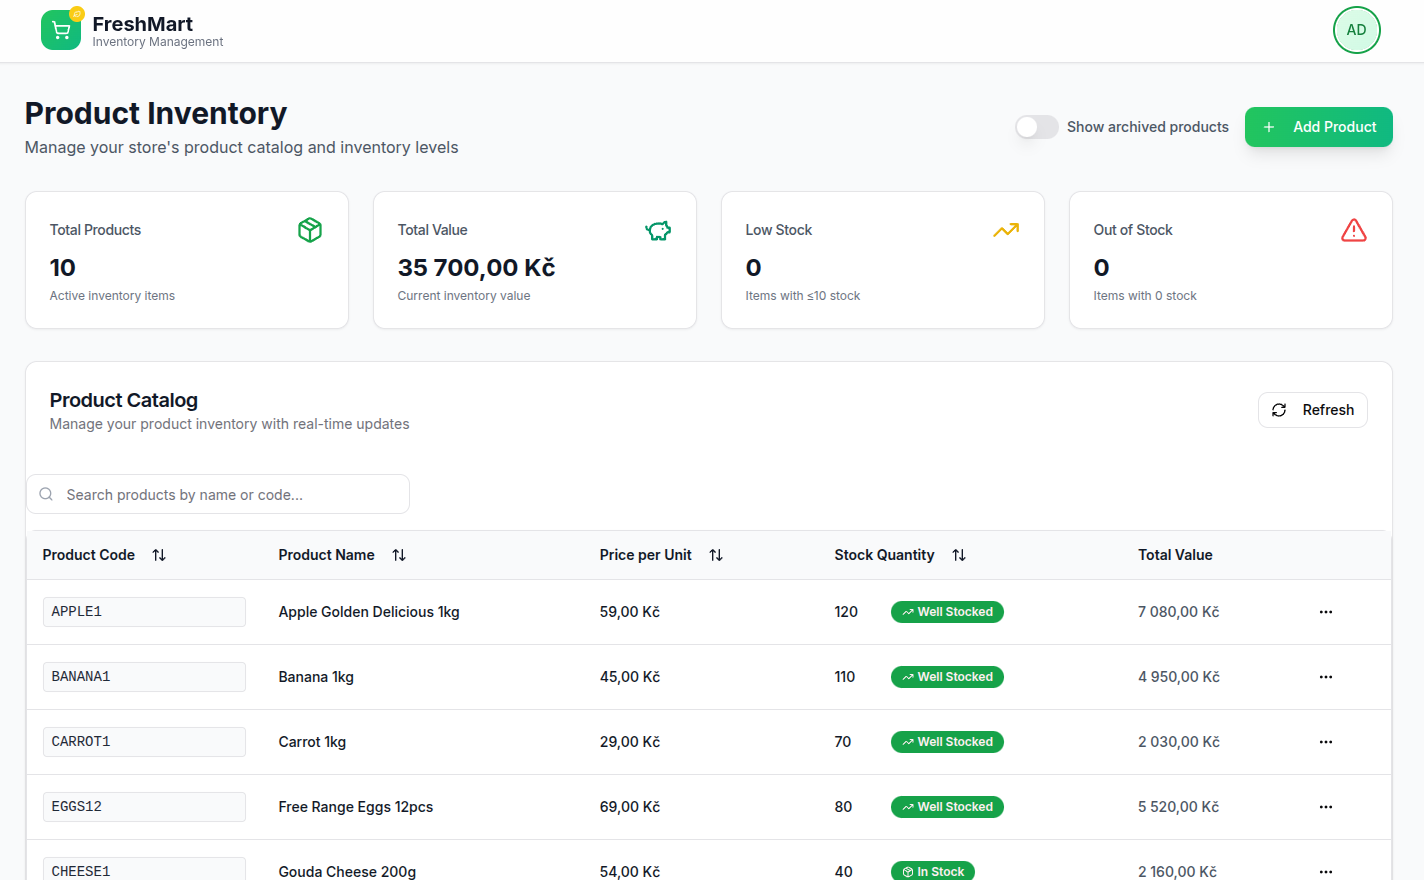 FreshMart
Inventory Management
AD
Product Inventory
Manage your store's product catalog and inventory levels
Show archived products
Add Product
Total Products
10
Active inventory items
Total Value
35 700,00 Kč
Current inventory value
Low Stock
0
Items with ≤10 stock
Out of Stock
0
Items with 0 stock
Product Catalog
Manage your product inventory with real-time updates
Refresh
Search products by name or code...
Product Code Product Name Price per Unit Stock Quantity Total Value
APPLE1 Apple Golden Delicious 1kg 59,00 Kč 120 Well Stocked 7 080,00 Kč
BANANA1 Banana 1kg 45,00 Kč 110 Well Stocked 4 950,00 Kč
CARROT1 Carrot 1kg 29,00 Kč 70 Well Stocked 2 030,00 Kč
EGGS12 Free Range Eggs 12pcs 69,00 Kč 80 Well Stocked 5 520,00 Kč
CHEESE1 Gouda Cheese 200g 54,00 Kč 40 In Stock 2 160,00 Kč